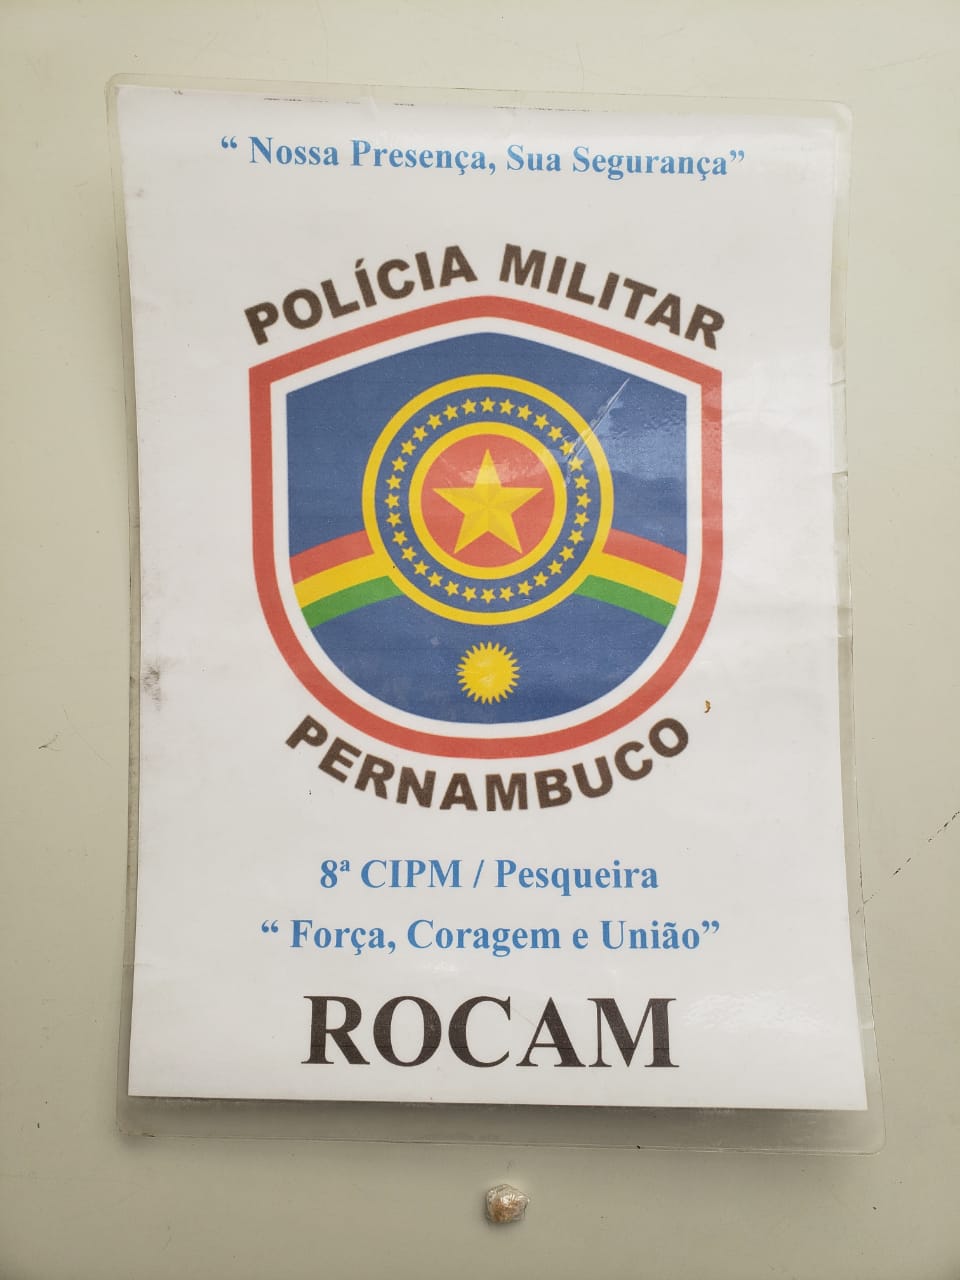 “ Nossa Presença, Sua Segurança”
POLÍCIA MILITAR
PERNAMBUCO
8ª CIPM / Pesqueira
“ Força, Coragem e União”
ROCAM